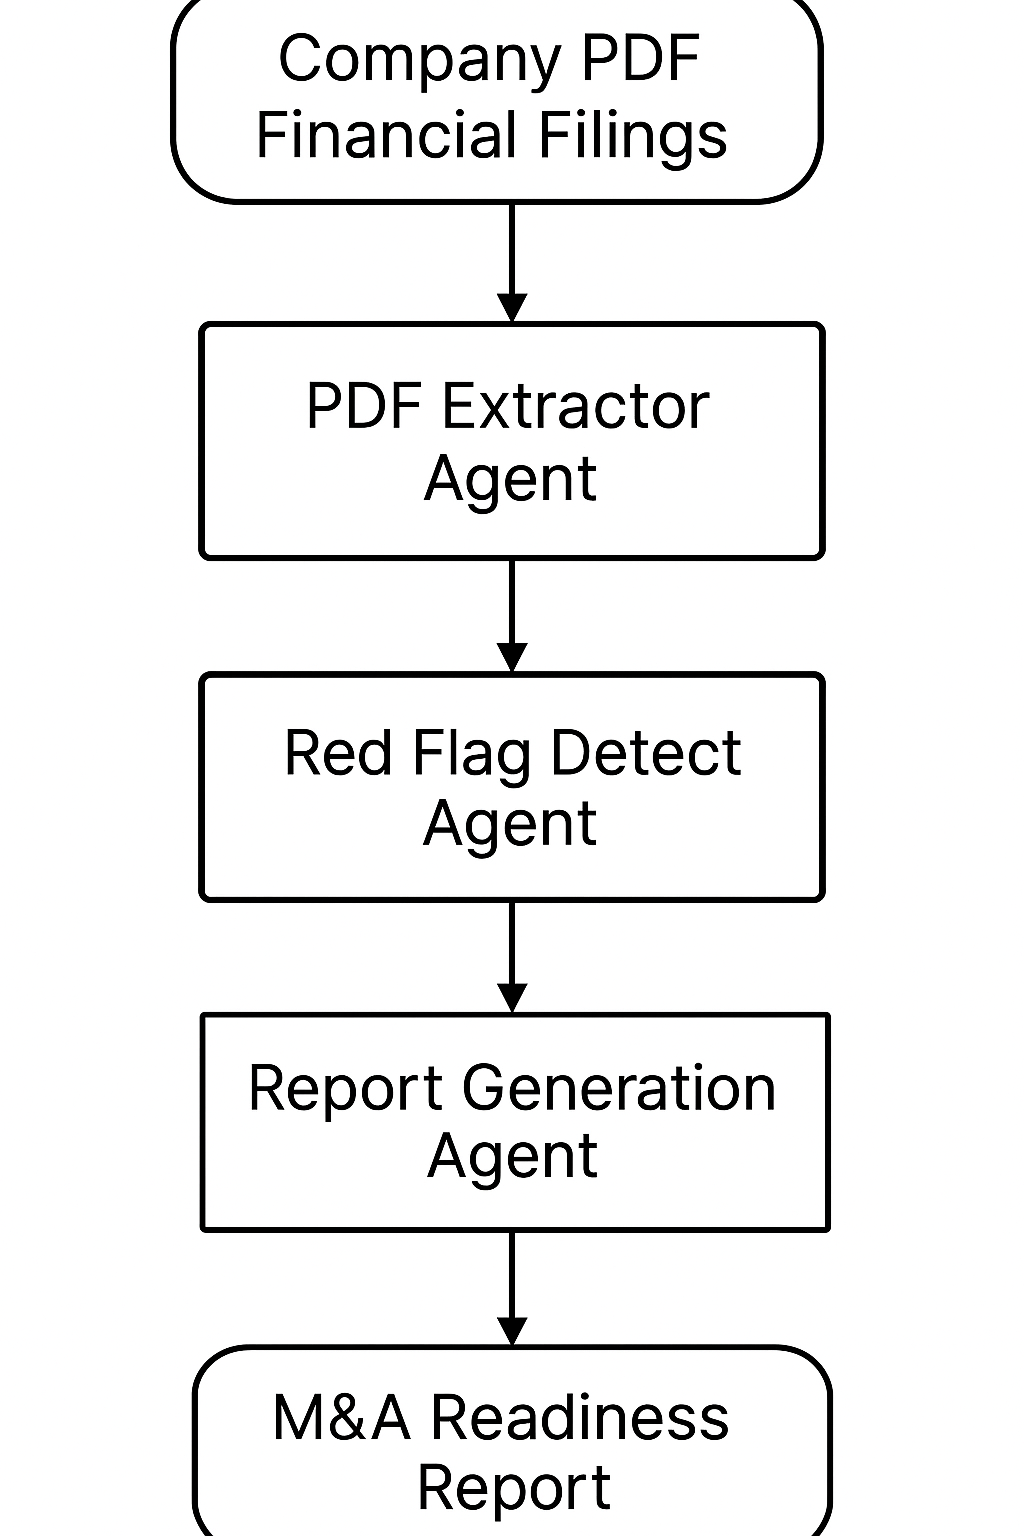 Company PDF
Financial Filings
PDF Extractor
Agent
Red Flag Detect
Agent
Report Generation
Agent
M&A Readiness
Report